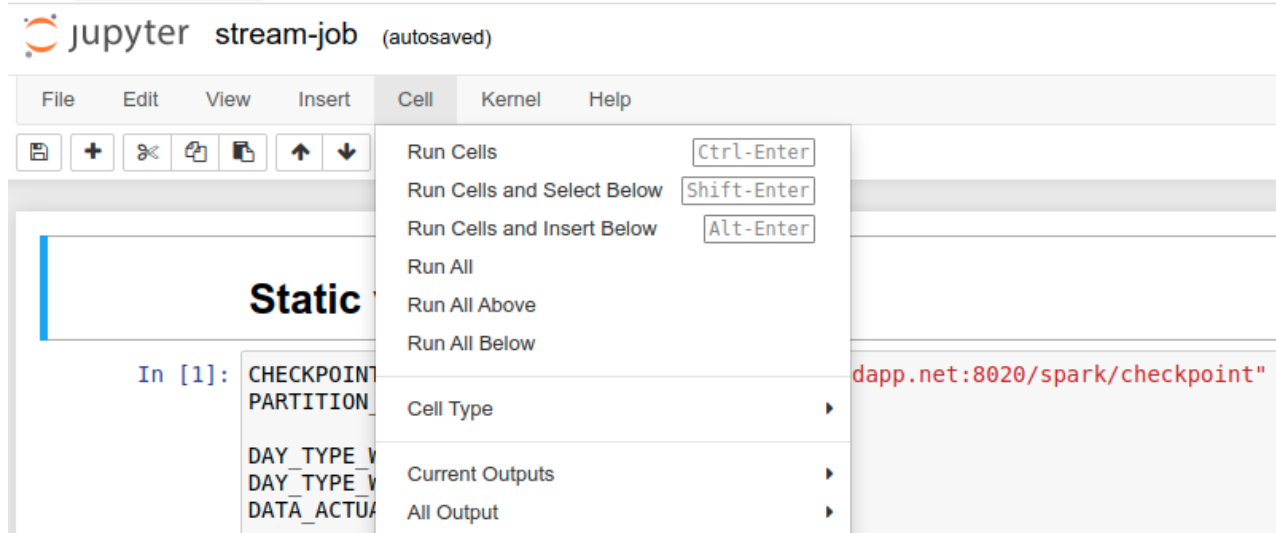 jupyter stream-job (autosaved)
File Edit View Insert Cell Kernel Help
Run Cells Ctrl-Enter
Run Cells and Select Below Shift-Enter
Run Cells and Insert Below Alt-Enter
Run All
Static
Run All Above
Run All Below
In [1]: CHECKPOINT dapp.net:8020/spark/checkpoint"
PARTITION_
Cell Type
DAY_TYPE_W
Current Outputs
DAY_TYPE_W
DATA_ACTUA
All Output